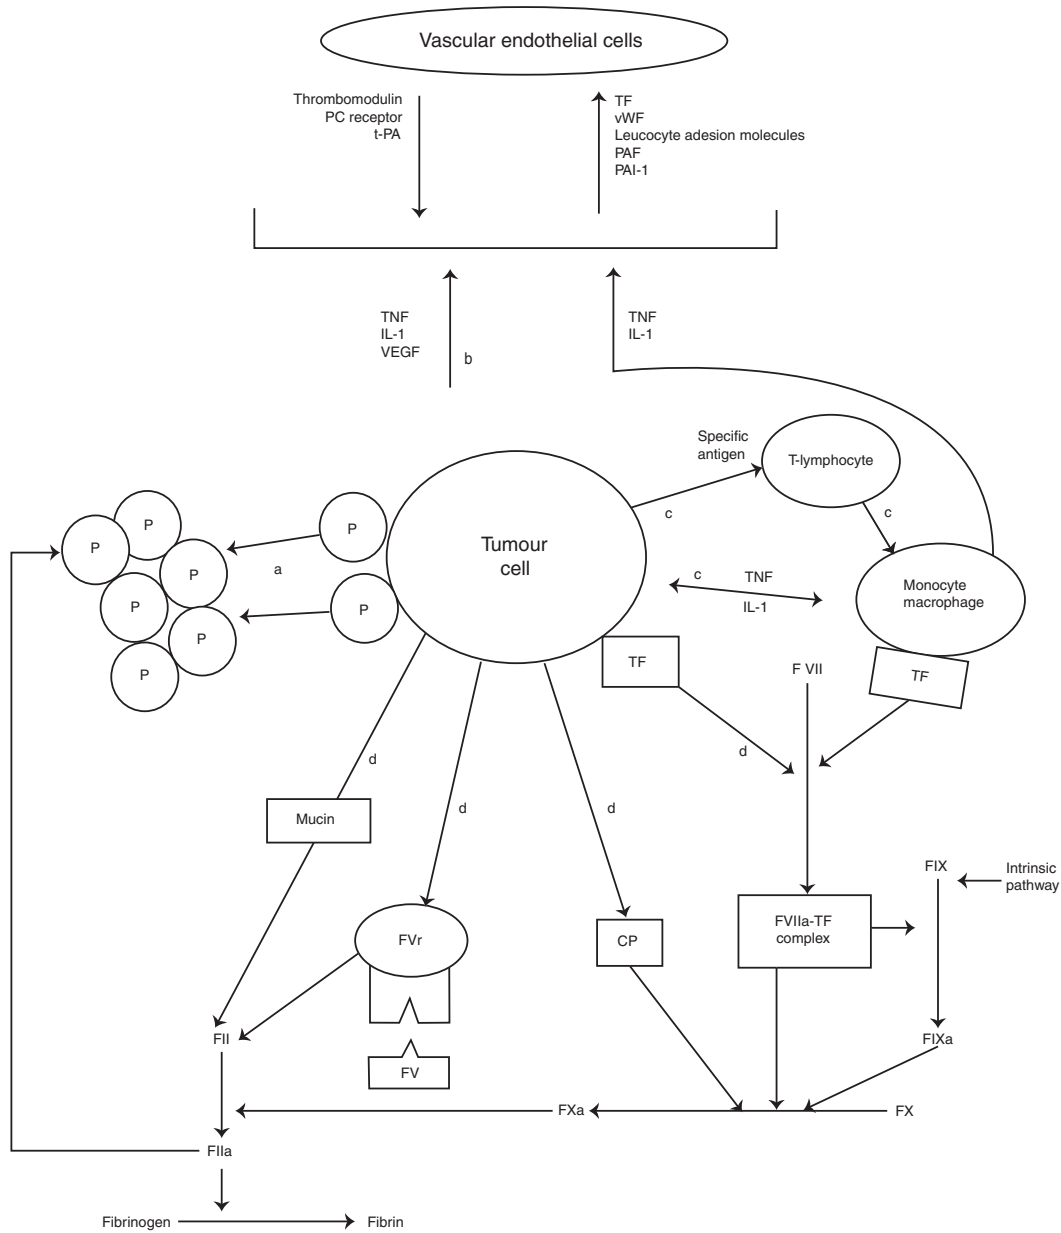 Vascular endothelial cells
Thrombomodulin
PC receptor
t-PA
TF
vWF
Leucocyte adesion molecules
PAF
PAI-1
TNF
IL-1
VEGF
b
TNF
IL-1
Specific
antigen
T-lymphocyte
c
c
P
P
P
P
P
P
P
P
a
Tumour
cell
c
TNF
IL-1
Monocyte
macrophage
TF
F VII
TF
d
d
d
d
Mucin
FIX
Intrinsic
pathway
FVr
CP
FVIIa-TF
complex
FII
FIXa
FV
FXa
FX
FIIa
Fibrinogen
Fibrin